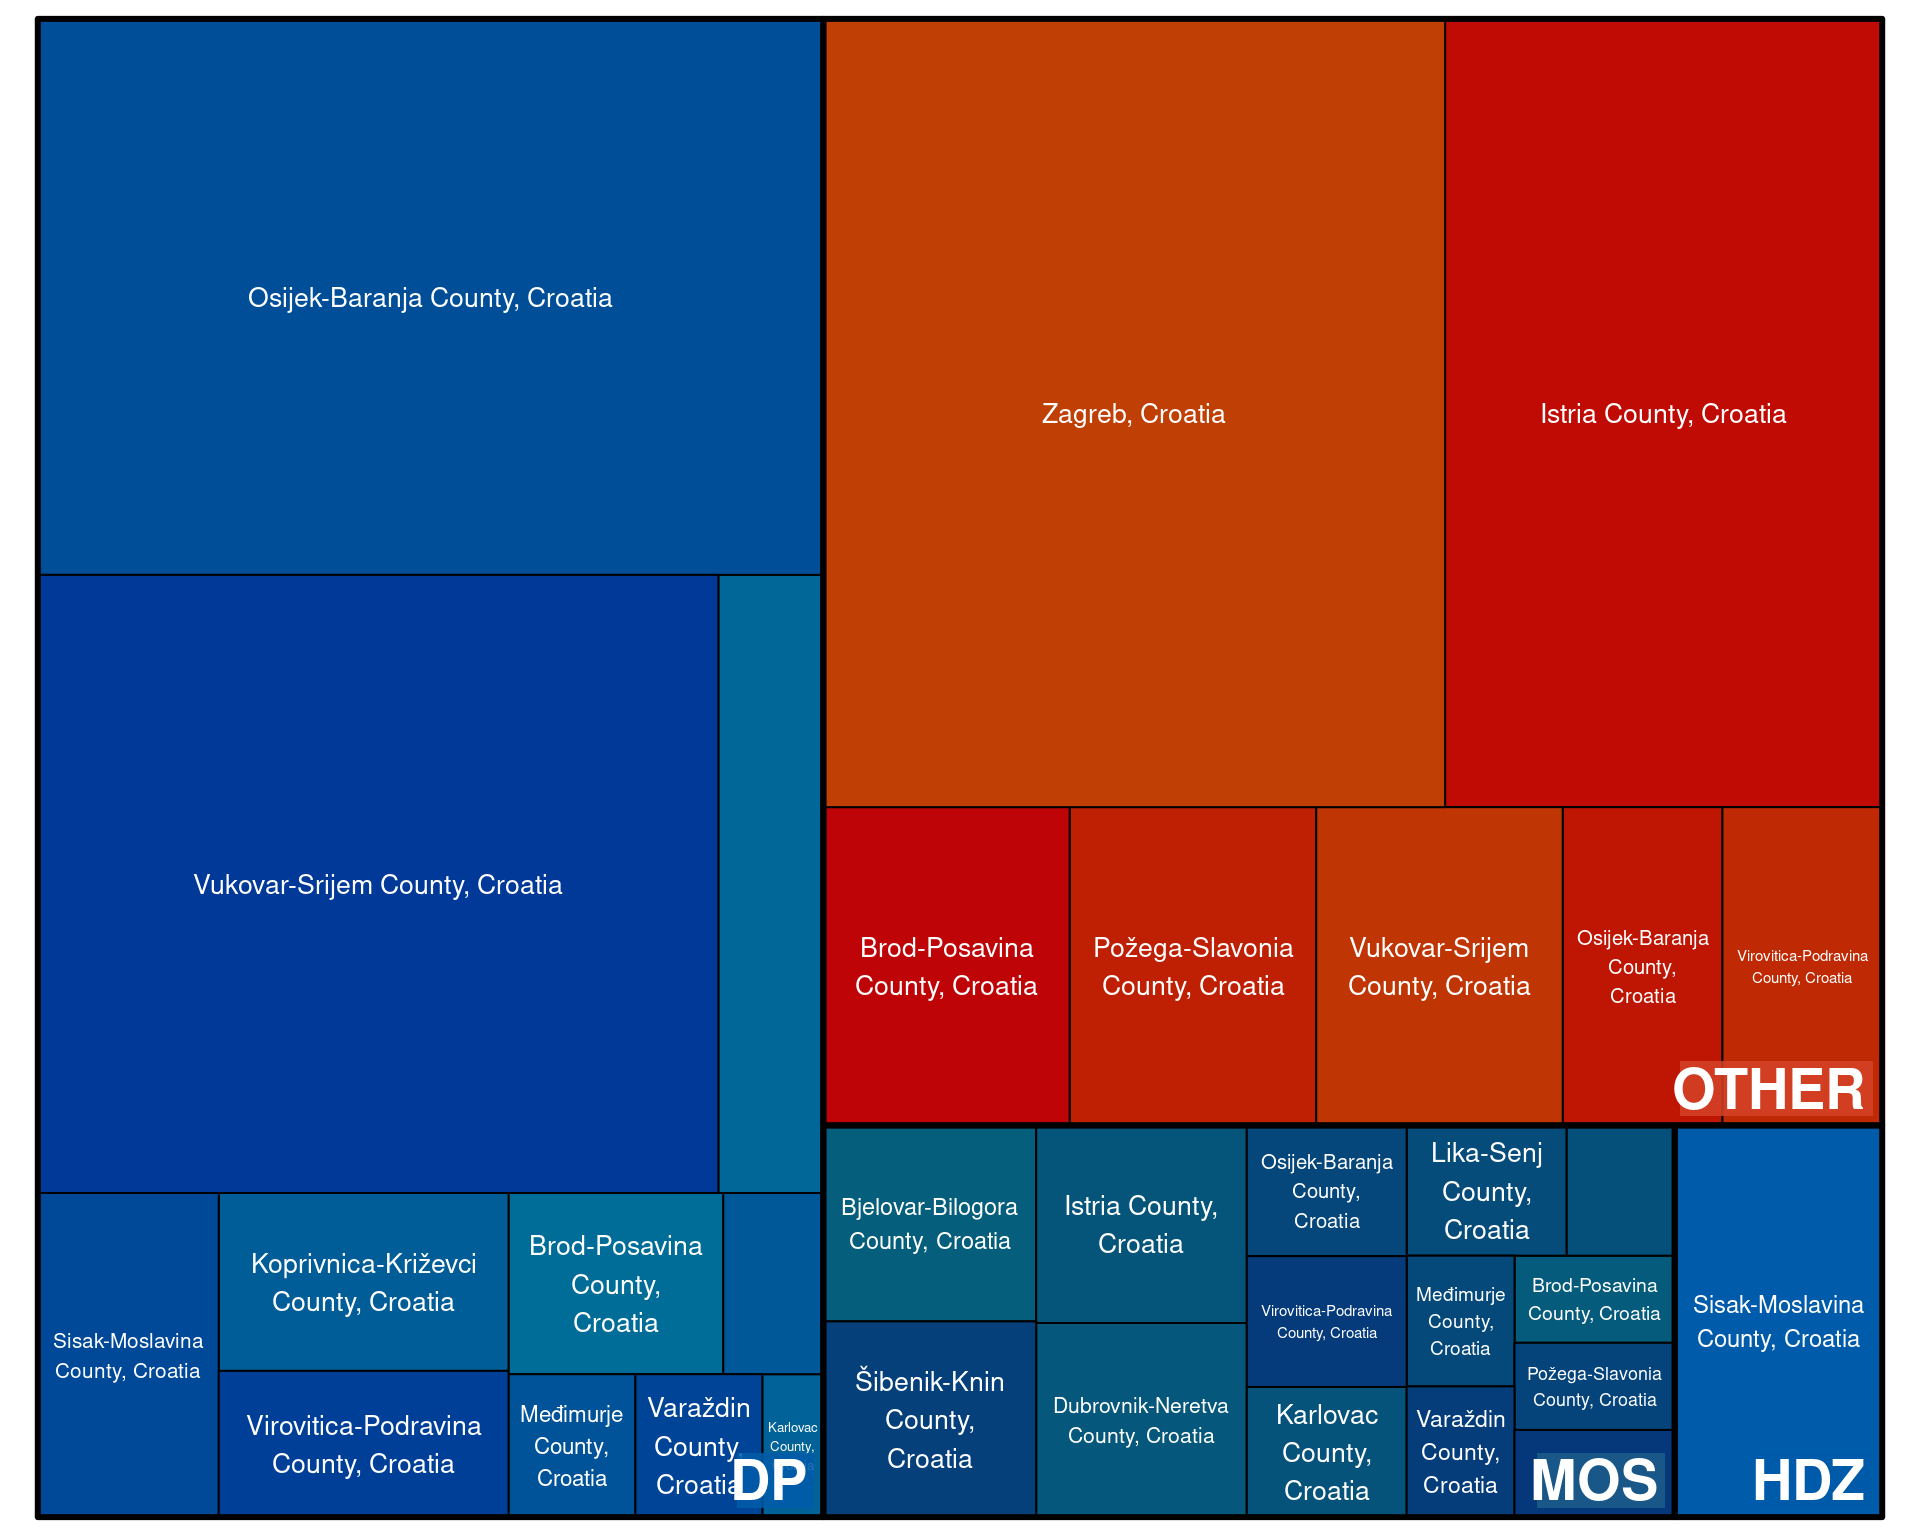 Osijek-Baranja County, Croatia
Vukovar-Srijem County, Croatia
Sisak-Moslavina
County, Croatia
Koprivnica-Križevci
County, Croatia
Virovitica-Podravina
County, Croatia
Brod-Posavina
County,
Croatia
Međimurje
County,
Croatia
Varaždin
County,
Croatia
Karlovac
County,
DP
Zagreb, Croatia
Istria County, Croatia
Brod-Posavina
County, Croatia
Požega-Slavonia
County, Croatia
Vukovar-Srijem
County, Croatia
Osijek-Baranja
County,
Croatia
Virovitica-Podravina
County, Croatia
OTHER
Bjelovar-Bilogora
County, Croatia
Šibenik-Knin
County,
Croatia
Istria County,
Croatia
Dubrovnik-Neretva
County, Croatia
Osijek-Baranja
County,
Croatia
Virovitica-Podravina
County, Croatia
Karlovac
County,
Croatia
Lika-Senj
County,
Croatia
Međimurje
County,
Croatia
Varaždin
County,
Croatia
Brod-Posavina
County, Croatia
Požega-Slavonia
County, Croatia
MOS
Sisak-Moslavina
County, Croatia
HDZ